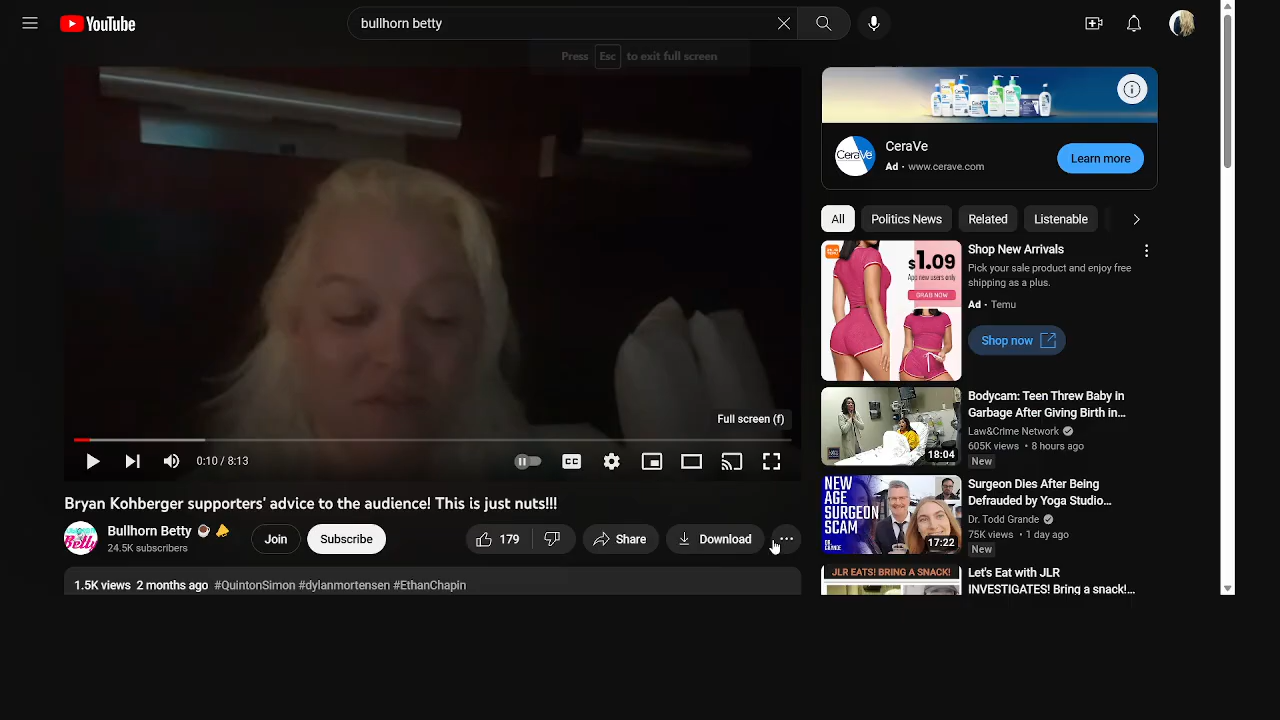 YouTube
bullhorn betty
Press Esc to exit full screen
Full screen (f)
0:10 / 8:13
CC
Bryan Kohberger supporters' advice to the audience! This is just nuts!!!
Betty
Bullhorn Betty
24.5K subscribers
Join
Subscribe
179
Share
Download
1.5K views 2 months ago #QuintonSimon #dylanmortensen #EthanChapin
CeraVe
CeraVe
Ad • www.cerave.com
Learn more
All
Politics News
Related
Listenable
$1.09
App new users only
GRAB NOW
Shop New Arrivals
Pick your sale product and enjoy free
shipping as a plus.
Ad • Temu
Shop now
18:04
Bodycam: Teen Threw Baby in
Garbage After Giving Birth in…
Law&Crime Network
605K views • 8 hours ago
New
NEW
AGE
SURGEON
SCAM
17:22
Surgeon Dies After Being
Defrauded by Yoga Studio…
Dr. Todd Grande
75K views • 1 day ago
New
JLR EATS! BRING A SNACK!
Let's Eat with JLR
INVESTIGATES! Bring a snack!…